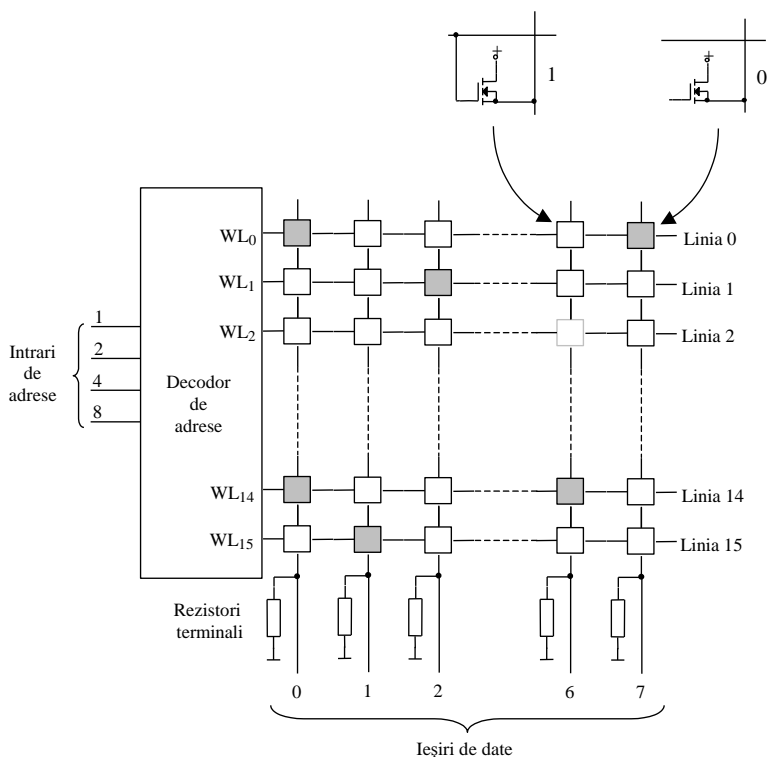 1
0
WL0
Linia 0
WL1
Linia 1
WL2
Linia 2
1
2
4
8
Intrari
de
adrese
Decodor
de
adrese
WL14
Linia 14
WL15
Linia 15
Rezistori
terminali
0 1 2 6 7
Ieşiri de date